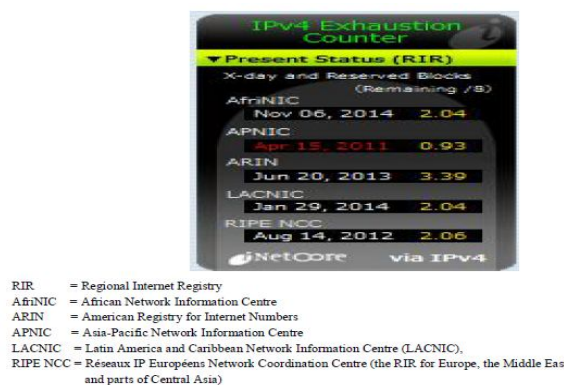 IPv4 Exhaustion
Counter
▼Present Status (RIR)
X-day and Reserved Blocks
(Remaining /8)
AfriNIC
Nov 06, 2014 2.04
APNIC
Apr 15, 2011 0.93
ARIN
Jun 20, 2013 3.39
LACNIC
Jan 29, 2014 2.04
RIPE NCC
Aug 14, 2012 2.06
iNetCore via IPv4
RIR = Regional Internet Registry
AfriNIC = African Network Information Centre
ARIN = American Registry for Internet Numbers
APNIC = Asia-Pacific Network Information Centre
LACNIC = Latin America and Caribbean Network Information Centre (LACNIC),
RIPE NCC = Réseaux IP Européens Network Coordination Centre (the RIR for Europe, the Middle Eas
and parts of Central Asia)